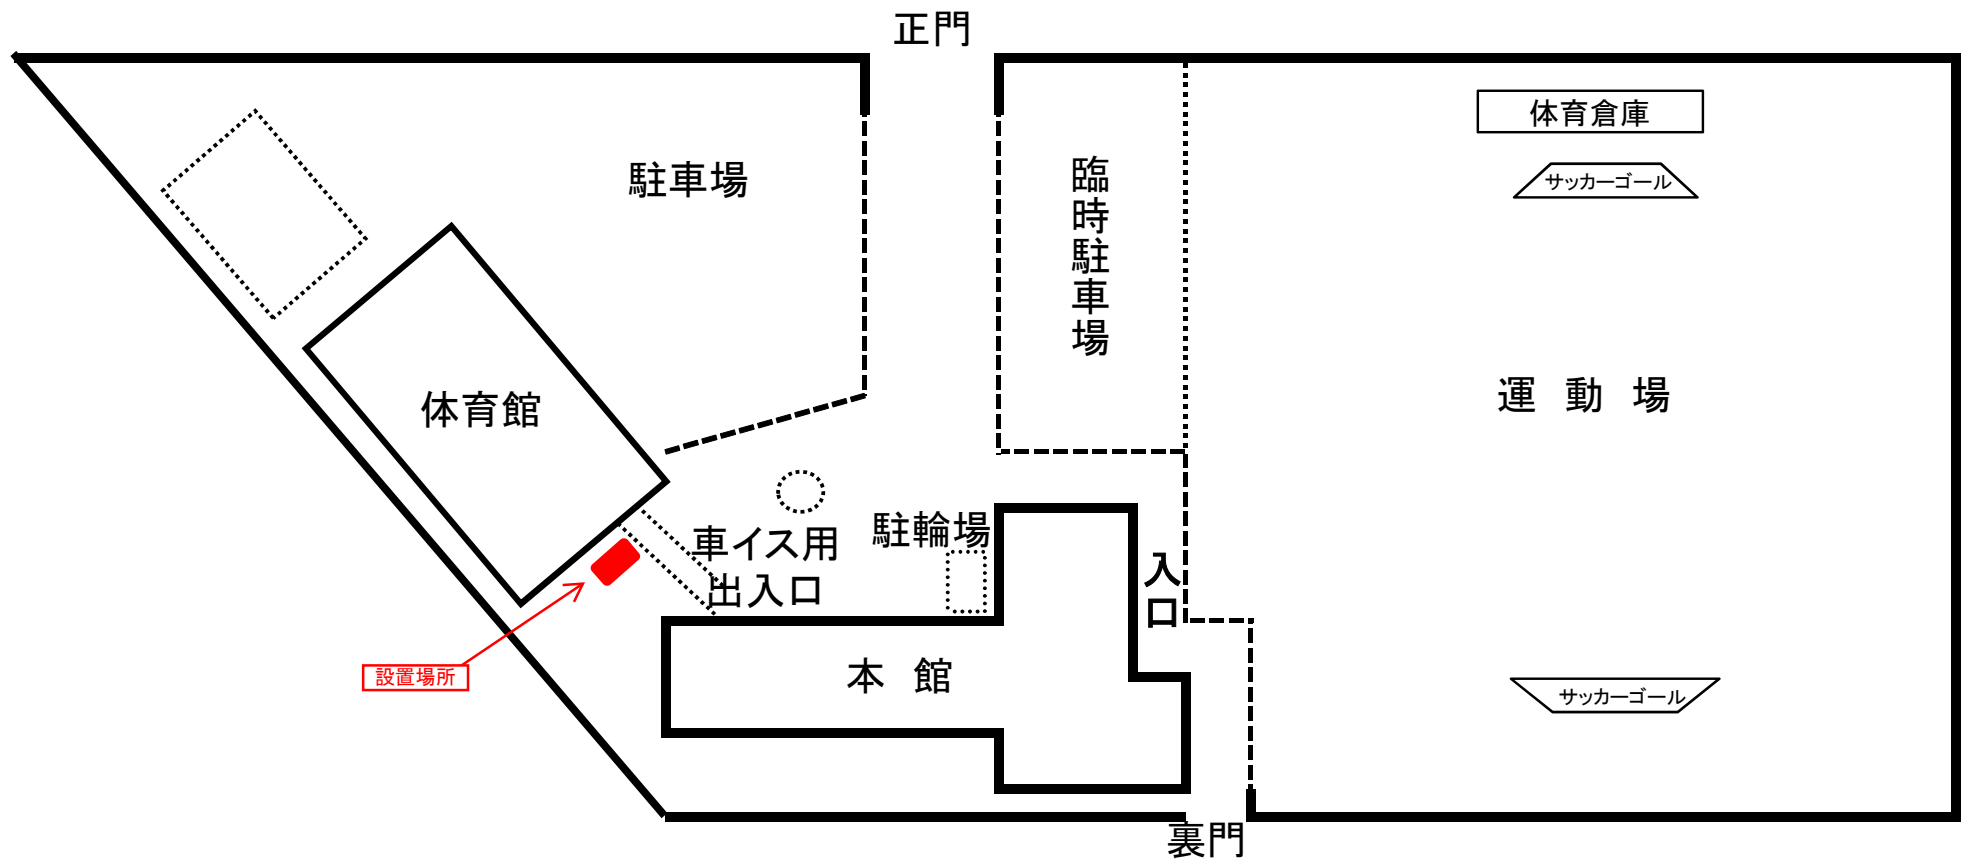 正門
体育倉庫
サッカーゴール
駐車場
臨時駐車場
運動場
体育館
車イス用
出入口
駐輪場
入口
設置場所
本館
サッカーゴール
裏門